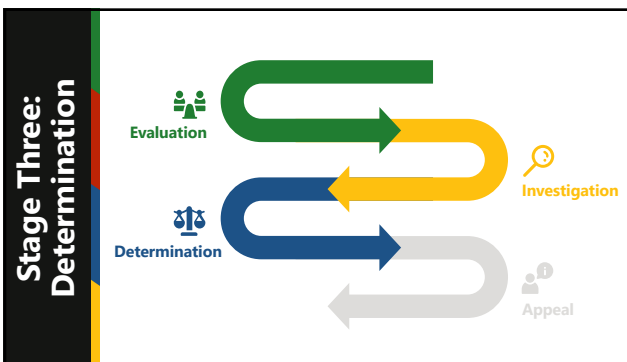 Stage Three:
Determination
Evaluation
Investigation
Determination
Appeal